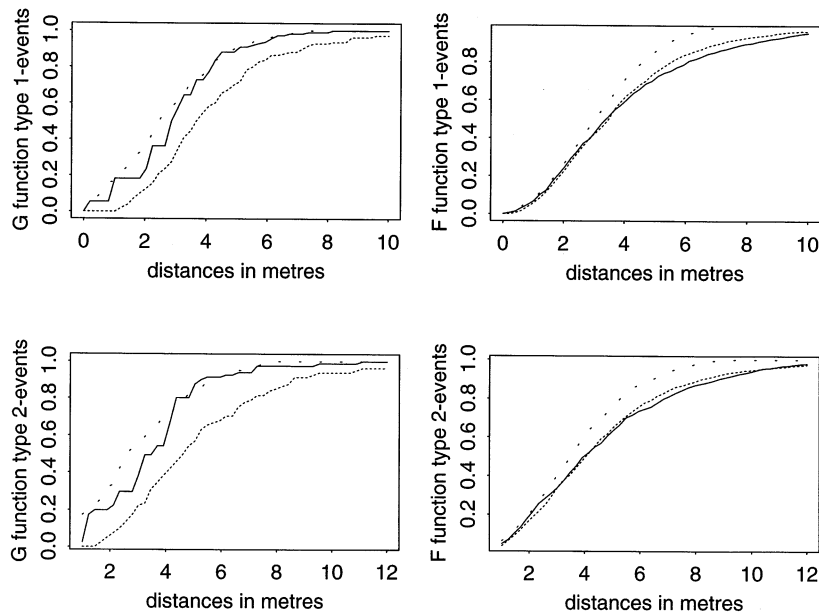 G function type 1-events
0.0 0.2 0.4 0.6 0.8 1.0
0 2 4 6 8 10
distances in metres
F function type 1-events
0.0 0.2 0.4 0.6 0.8
0 2 4 6 8 10
distances in metres
G function type 2-events
0.0 0.2 0.4 0.6 0.8 1.0
2 4 6 8 10 12
distances in metres
F function type 2-events
0.2 0.4 0.6 0.8 1.0
2 4 6 8 10 12
distances in metres